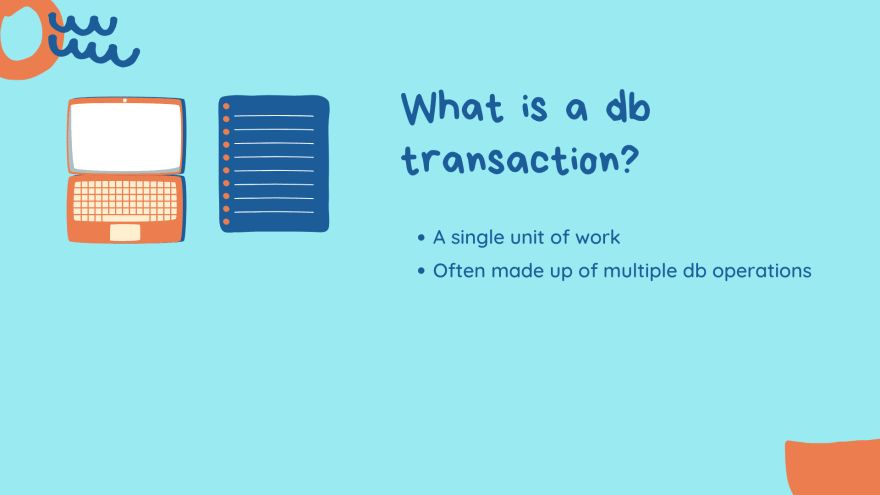 What is a db
transaction?
• A single unit of work
• Often made up of multiple db operations